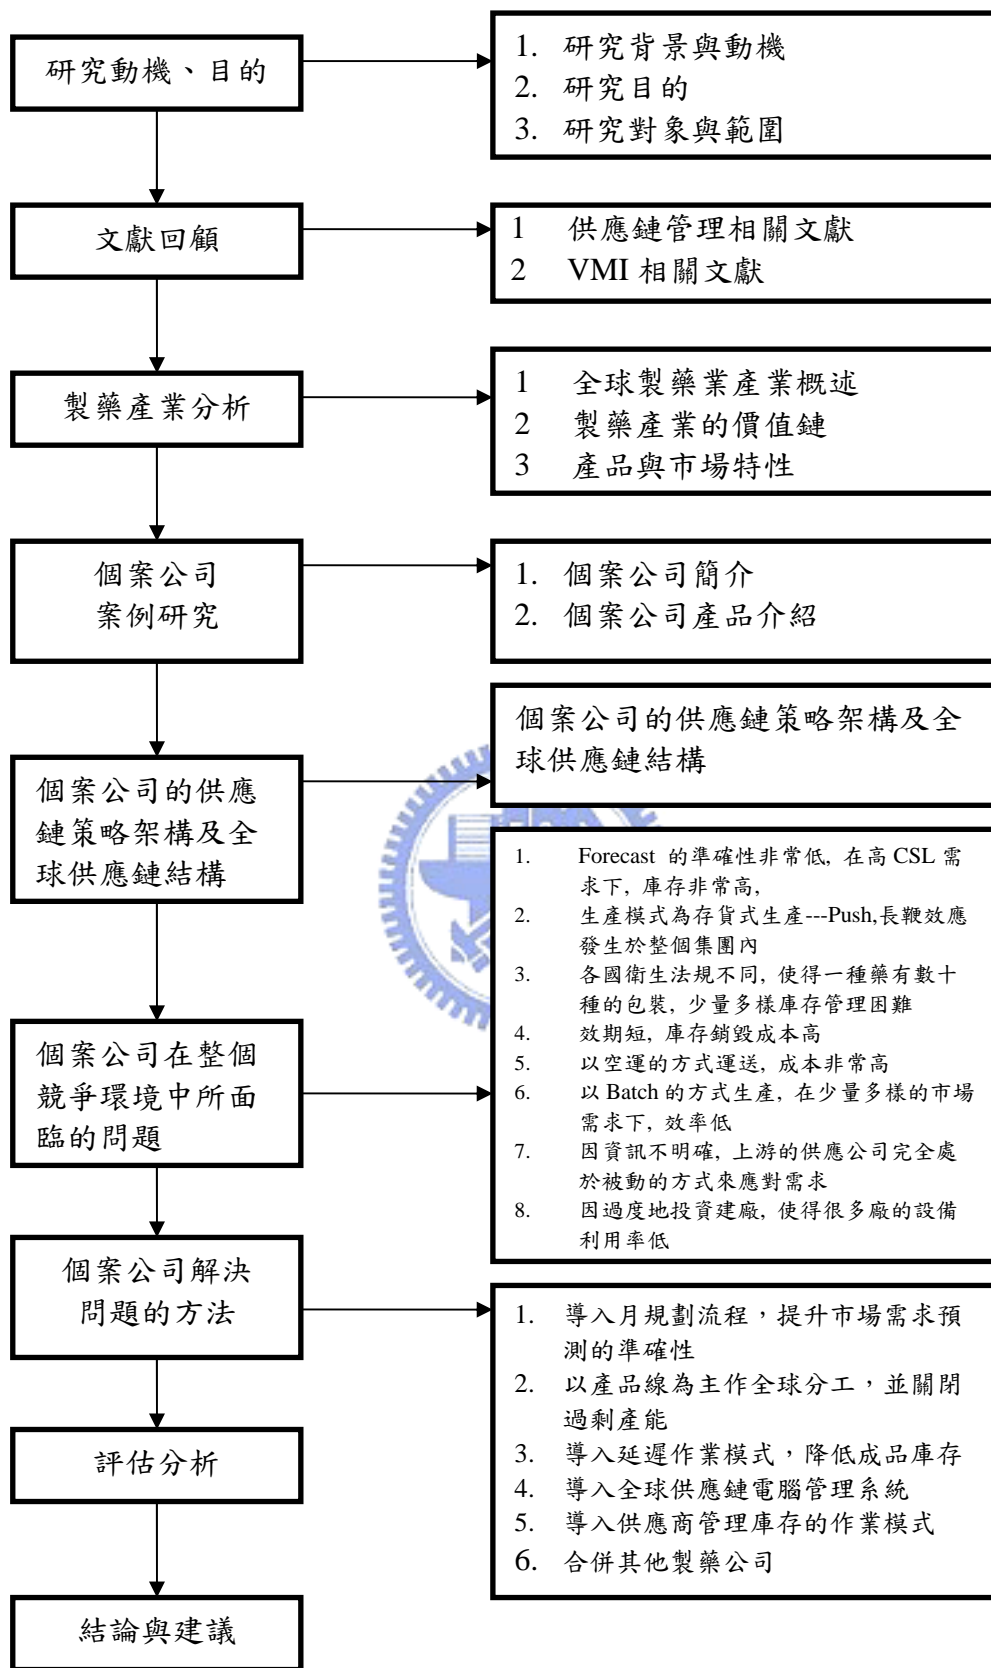 研究動機、目的
1. 研究背景與動機
2. 研究目的
3. 研究對象與範圍
文獻回顧
1 供應鏈管理相關文獻
2 VMI 相關文獻
製藥產業分析
1 全球製藥業產業概述
2 製藥產業的價值鏈
3 產品與市場特性
個案公司
案例研究
1. 個案公司簡介
2. 個案公司產品介紹
個案公司的供應
鏈策略架構及全
球供應鏈結構
個案公司的供應鏈策略架構及全
球供應鏈結構
個案公司在整個
競爭環境中所面
臨的問題
1. Forecast 的準確性非常低, 在高 CSL 需
求下, 庫存非常高,
2. 生產模式為存貨式生產---Push,長鞭效應
發生於整個集團內
3. 各國衛生法規不同, 使得一種藥有數十
種的包裝, 少量多樣庫存管理困難
4. 效期短, 庫存銷毀成本高
5. 以空運的方式運送, 成本非常高
6. 以 Batch 的方式生產, 在少量多樣的市場
需求下, 效率低
7. 因資訊不明確, 上游的供應公司完全處
於被動的方式來應對需求
8. 因過度地投資建廠, 使得很多廠的設備
利用率低
個案公司解決
問題的方法
1. 導入月規劃流程，提升市場需求預
測的準確性
2. 以產品線為主作全球分工，並關閉
過剩產能
3. 導入延遲作業模式，降低成品庫存
4. 導入全球供應鏈電腦管理系統
5. 導入供應商管理庫存的作業模式
6. 合併其他製藥公司
評估分析
結論與建議